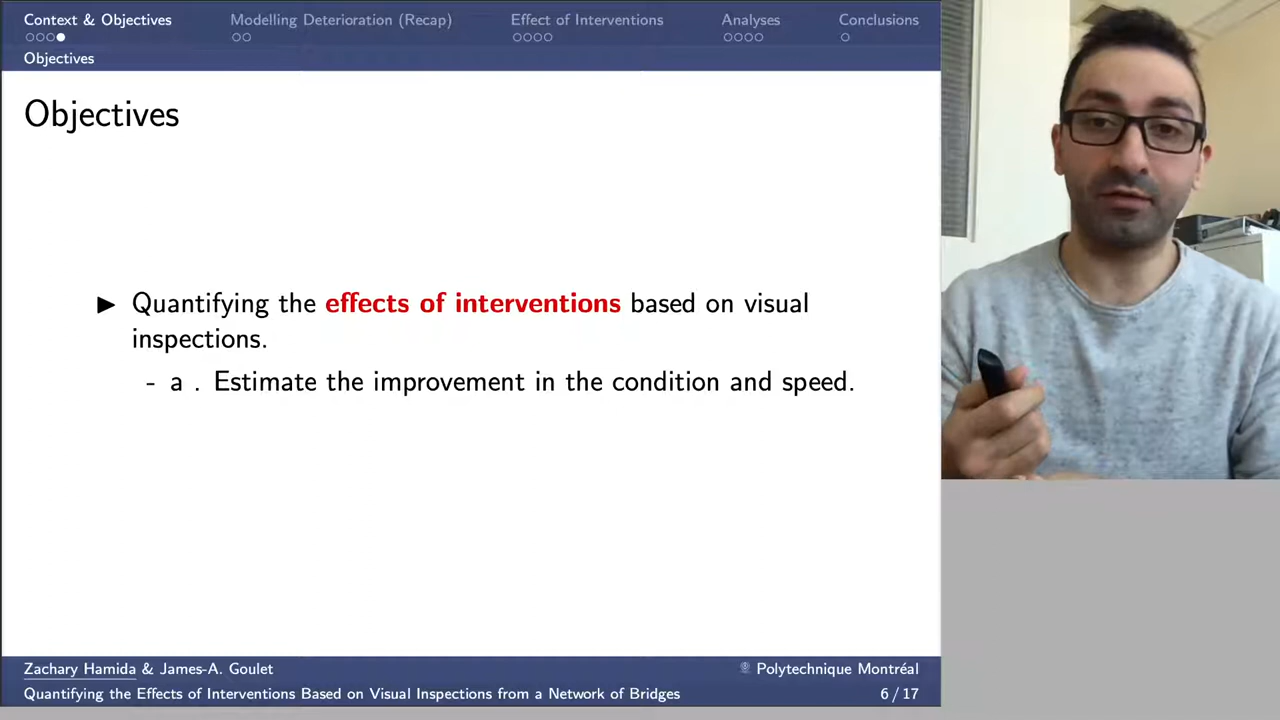 Context & Objectives Modelling Deterioration (Recap) Effect of Interventions Analyses Conclusions
Objectives
Objectives
▶ Quantifying the effects of interventions based on visual
inspections.
- a . Estimate the improvement in the condition and speed.
Zachary Hamida & James-A. Goulet Polytechnique Montréal
Quantifying the Effects of Interventions Based on Visual Inspections from a Network of Bridges 6 / 17